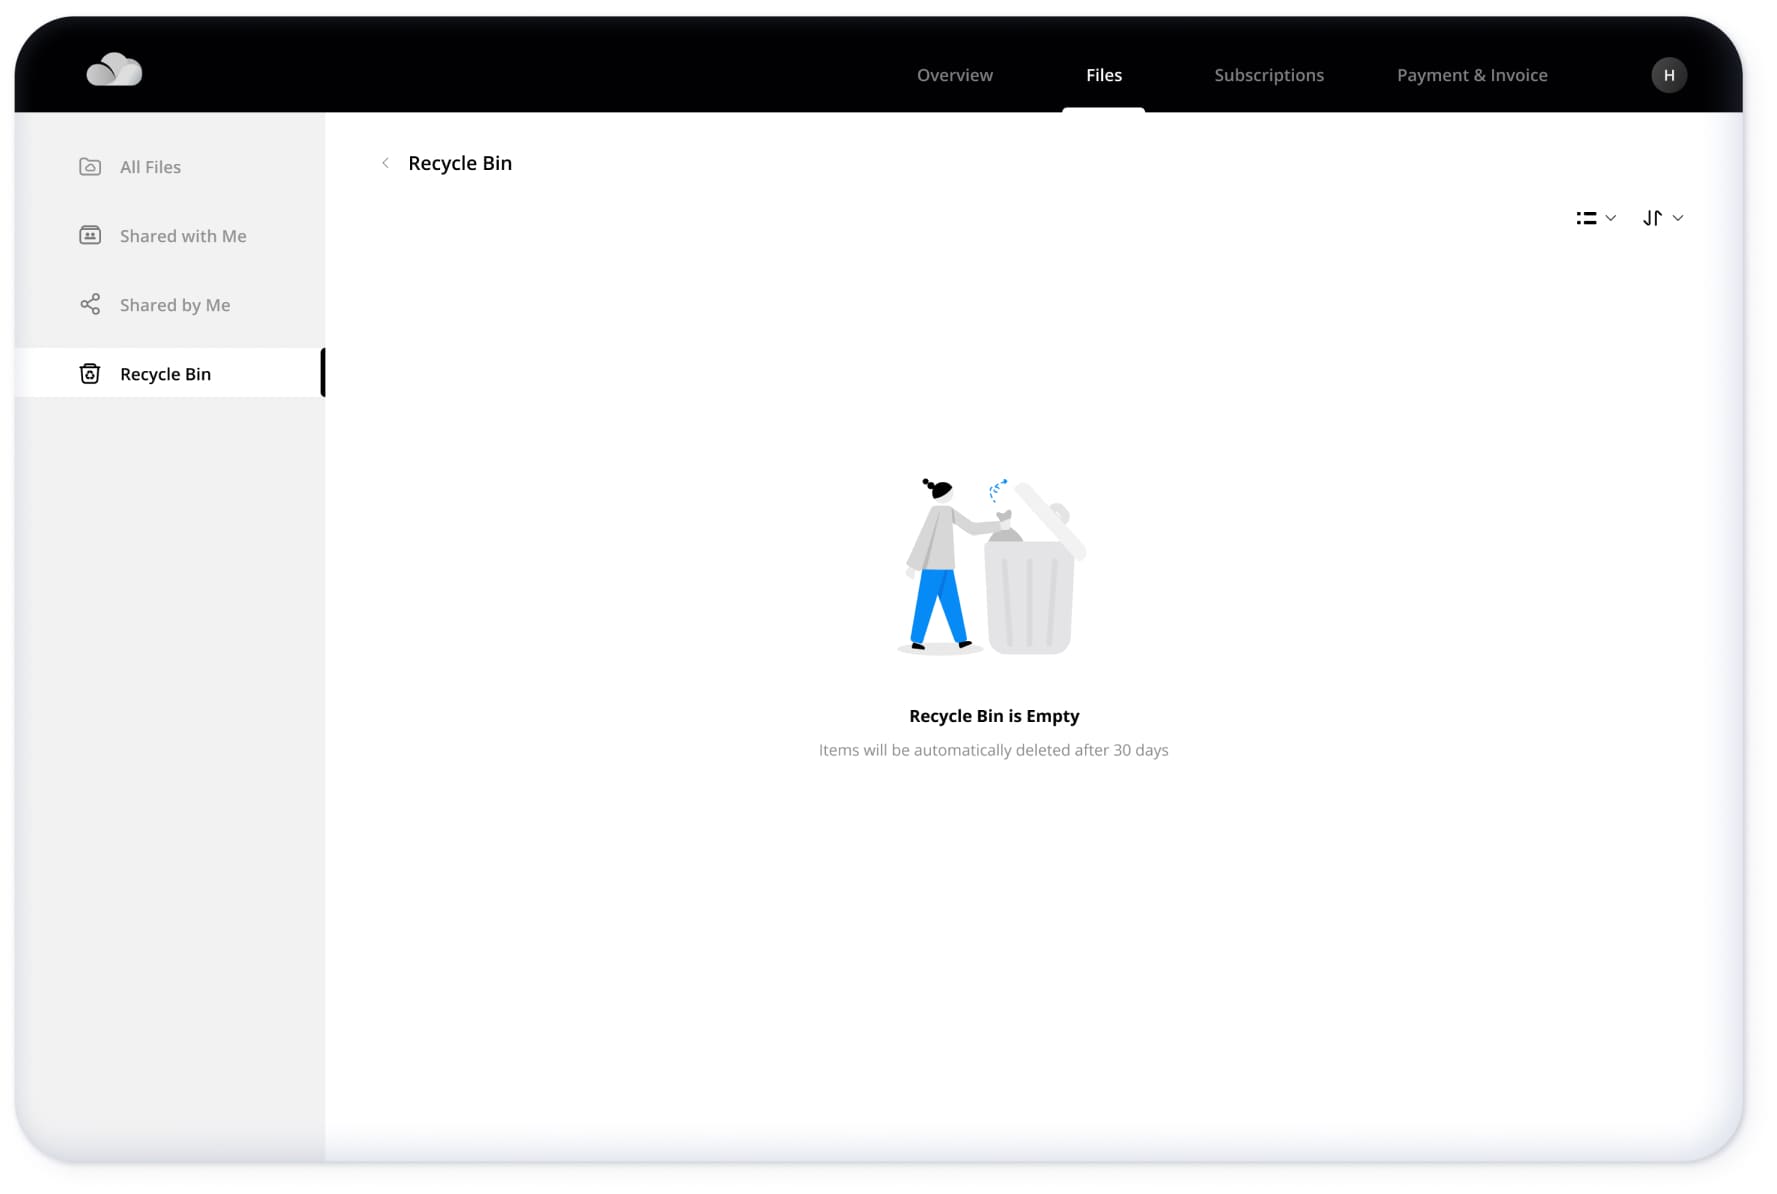 Overview
Files
Subscriptions
Payment & Invoice
H
All Files
Shared with Me
Shared by Me
Recycle Bin
Recycle Bin
Recycle Bin is Empty
Items will be automatically deleted after 30 days